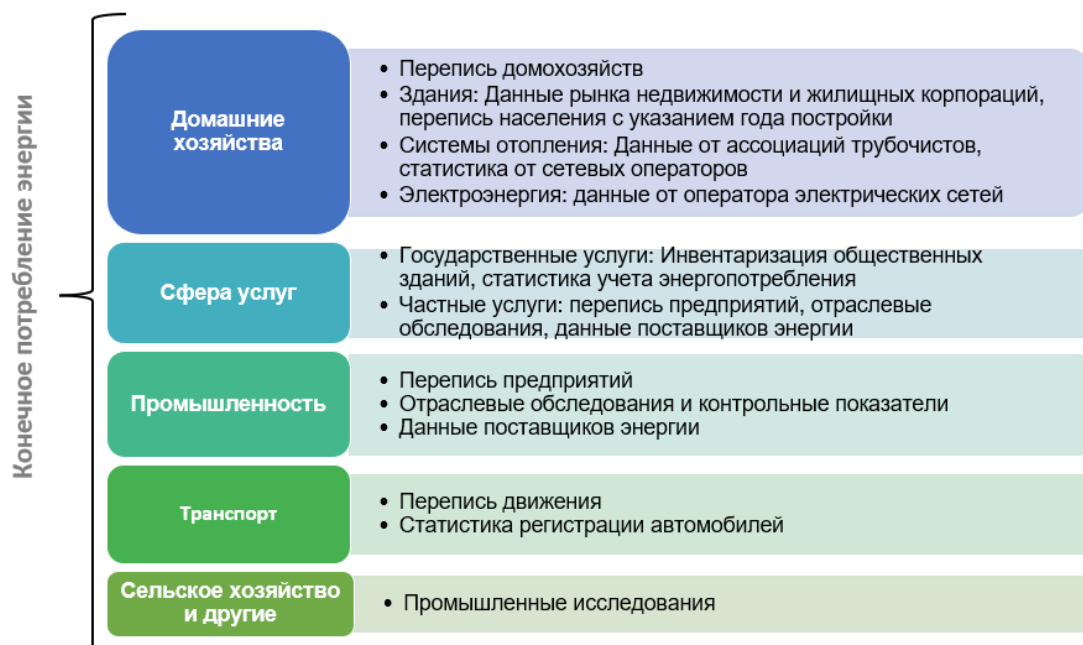 Конечное потребление энергии
Домашние
хозяйства
• Перепись домохозяйств
• Здания: Данные рынка недвижимости и жилищных корпораций,
перепись населения с указанием года постройки
• Системы отопления: Данные от ассоциаций трубочистов,
статистика от сетевых операторов
• Электроэнергия: данные от оператора электрических сетей
Сфера услуг
• Государственные услуги: Инвентаризация общественных
зданий, статистика учета энергопотребления
• Частные услуги: перепись предприятий, отраслевые
обследования, данные поставщиков энергии
Промышленность
• Перепись предприятий
• Отраслевые обследования и контрольные показатели
• Данные поставщиков энергии
Транспорт
• Перепись движения
• Статистика регистрации автомобилей
Сельское хозяйство
и другие
• Промышленные исследования